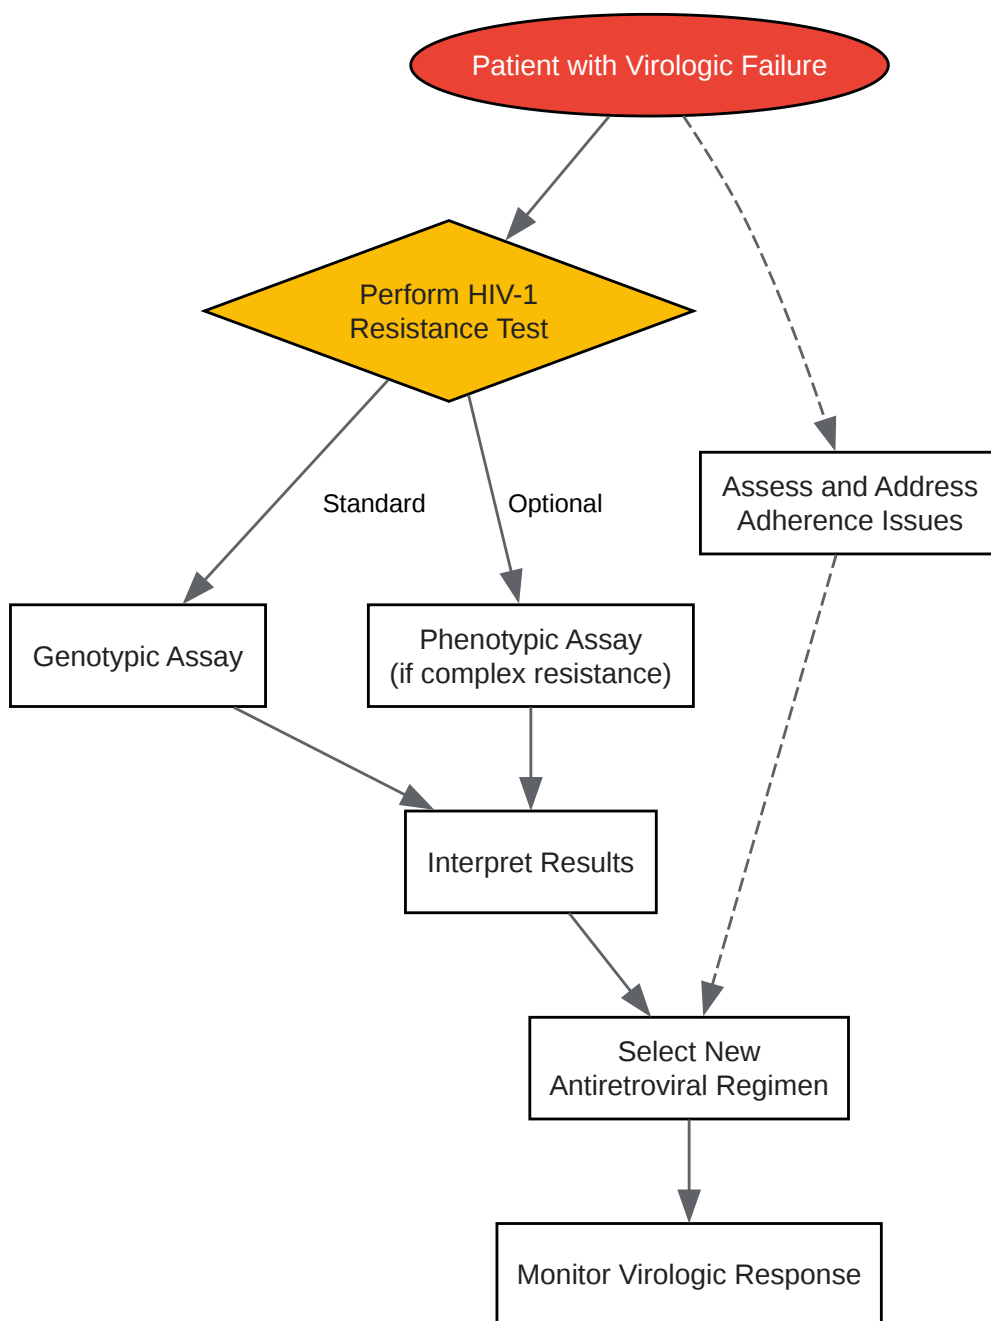 Patient with Virologic Failure
Perform HIV-1
Resistance Test
Standard
Optional
Assess and Address
Adherence Issues
Genotypic Assay
Phenotypic Assay
(if complex resistance)
Interpret Results
Select New
Antiretroviral Regimen
Monitor Virologic Response